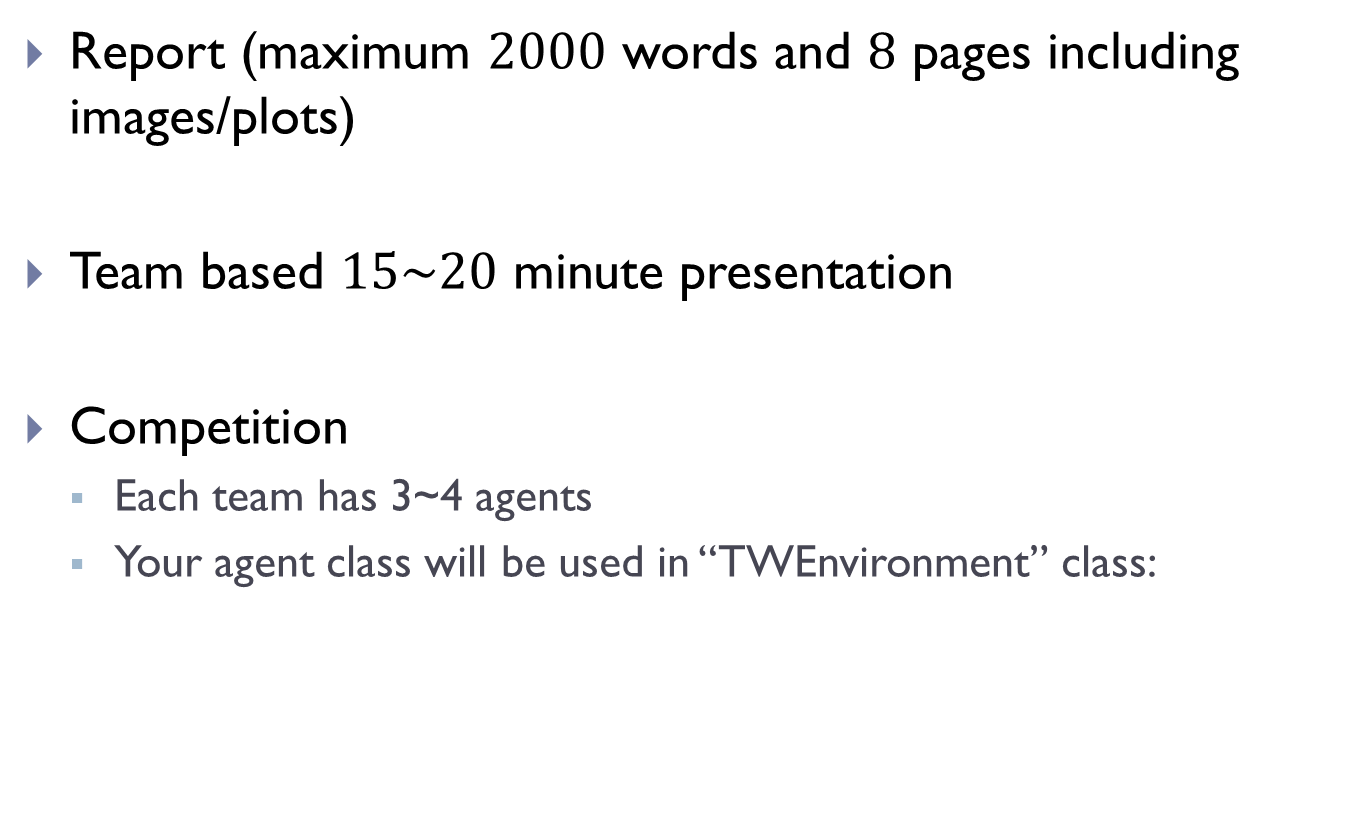 Report (maximum 2000 words and 8 pages including
images/plots)
Team based 15~20 minute presentation
Competition
Each team has 3~4 agents
Your agent class will be used in “TWEnvironment” class: